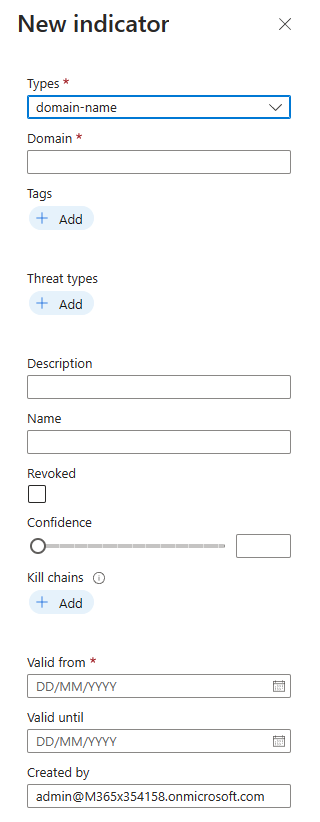 New indicator
Types *
domain-name
Domain *
Tags
Add
Threat types
Add
Description
Name
Revoked
Confidence
Kill chains
Add
Valid from *
DD/MM/YYYY
Valid until
DD/MM/YYYY
Created by
admin@M365x354158.onmicrosoft.com